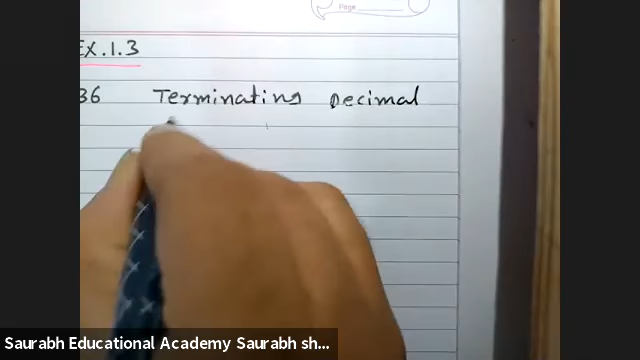 Page
EX.1.3
36 Terminating Decimal
Saurabh Educational Academy Saurabh sh...